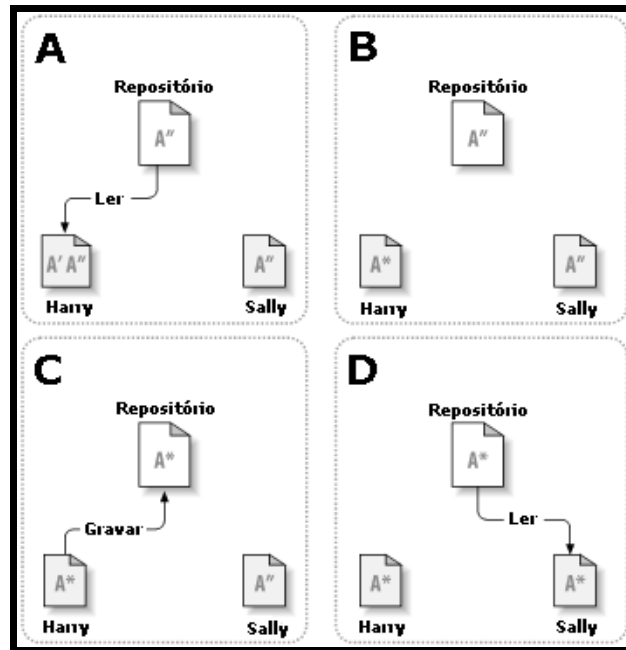 A
Repositório
A"
Ler
A' A"
Harry
A"
Sally
B
Repositório
A"
A*
Harry
A"
Sally
C
Repositório
A*
Gravar
A*
Harry
A"
Sally
D
Repositório
A*
Ler
A*
Harry
A*
Sally